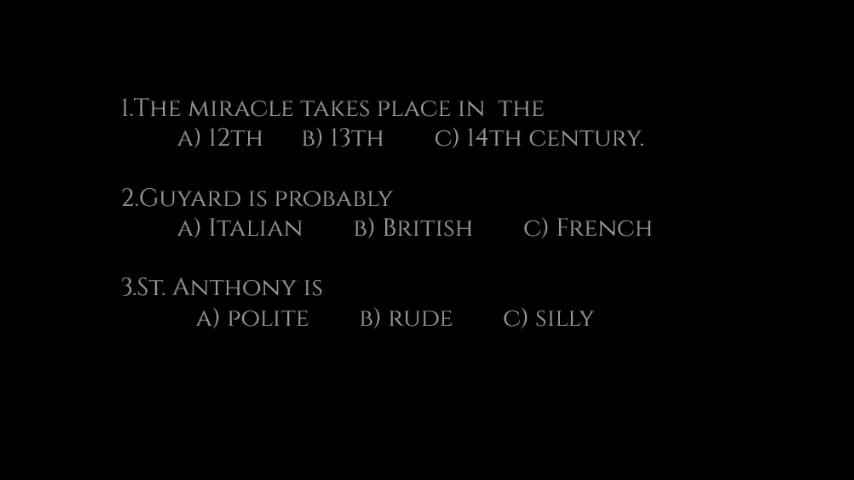 1.The miracle takes place in the
a) 12th b) 13th c) 14th century.
2.Guyard is probably
a) Italian b) British c) French
3.St. Anthony is
a) polite b) rude c) silly